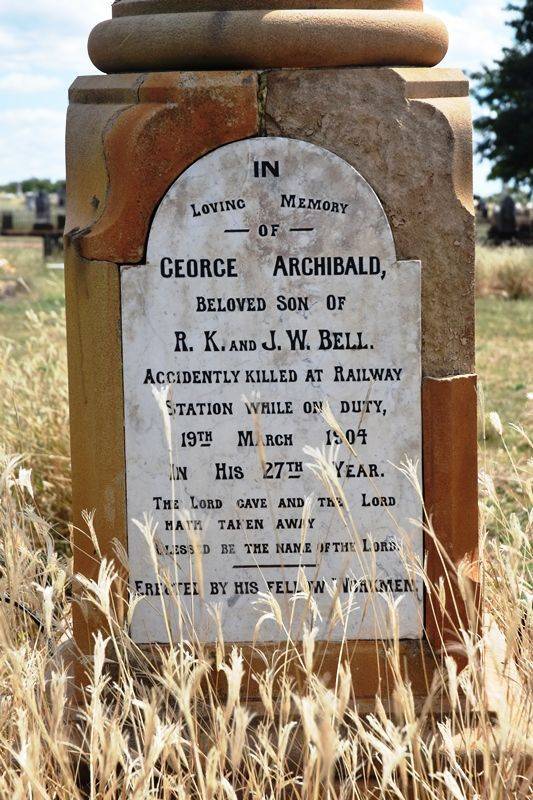 IN
LOVING MEMORY
— OF —
GEORGE ARCHIBALD,
BELOVED SON OF
R. K. AND J. W. BELL.
ACCIDENTLY KILLED AT RAILWAY
STATION WHILE ON DUTY,
19TH MARCH 1904
IN HIS 27TH YEAR.
THE LORD GAVE AND THE LORD
HATH TAKEN AWAY
BLESSED BE THE NAME OF THE LORD.
ERECTED BY HIS FELLOW WORKMEN.